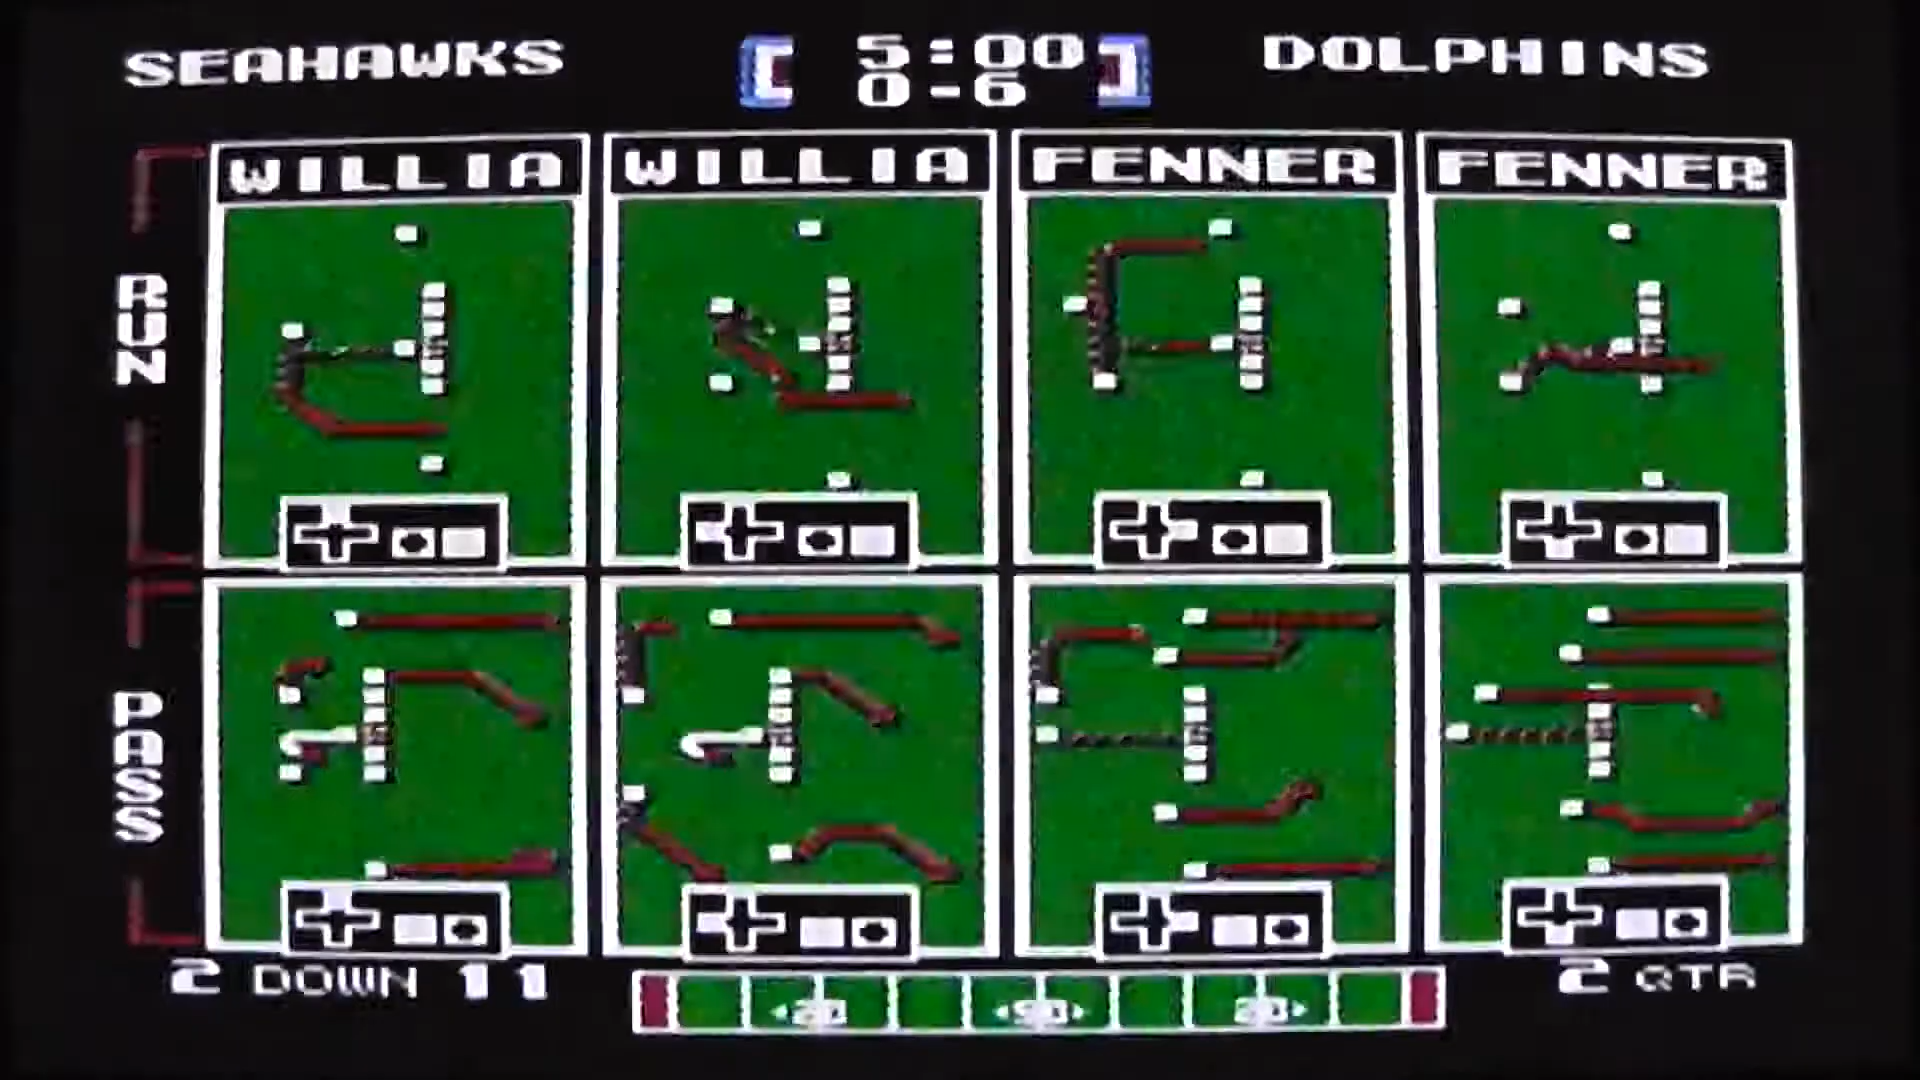 SEAHAWKS
5:00
DOLPHINS
0-6
WILLIA
WILLIA
FENNER
FENNER
RUN
PASS
2 DOWN 11
20
50
20
2 QTR